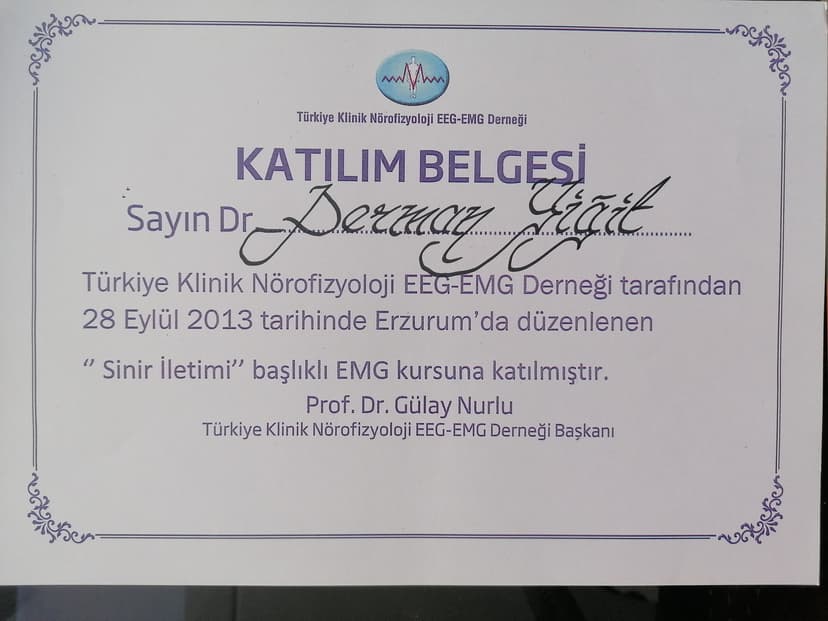 Türkiye Klinik Nörofizyoloji EEG-EMG Derneği
KATILIM BELGESİ
Sayın Dr. Dermay Yiğit
Türkiye Klinik Nörofizyoloji EEG-EMG Derneği tarafından
28 Eylül 2013 tarihinde Erzurum'da düzenlenen
‘’ Sinir İletimi’’ başlıklı EMG kursuna katılmıştır.
Prof. Dr. Gülay Nurlu
Türkiye Klinik Nörofizyoloji EEG-EMG Derneği Başkanı